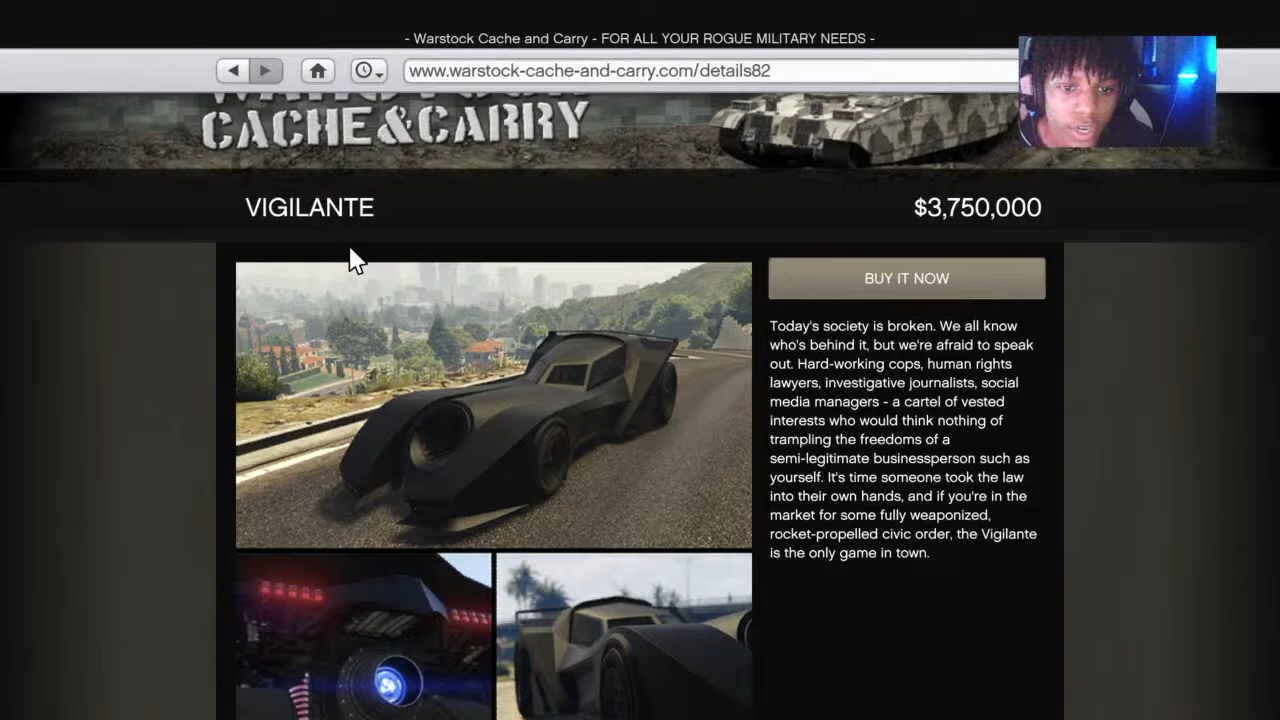 - Warstock Cache and Carry - FOR ALL YOUR ROGUE MILITARY NEEDS -
www.warstock-cache-and-carry.com/details82
CACHE&CARRY
VIGILANTE
$3,750,000
BUY IT NOW
Today's society is broken. We all know
who's behind it, but we're afraid to speak
out. Hard-working cops, human rights
lawyers, investigative journalists, social
media managers - a cartel of vested
interests who would think nothing of
trampling the freedoms of a
semi-legitimate businessperson such as
yourself. It's time someone took the law
into their own hands, and if you're in the
market for some fully weaponized,
rocket-propelled civic order, the Vigilante
is the only game in town.